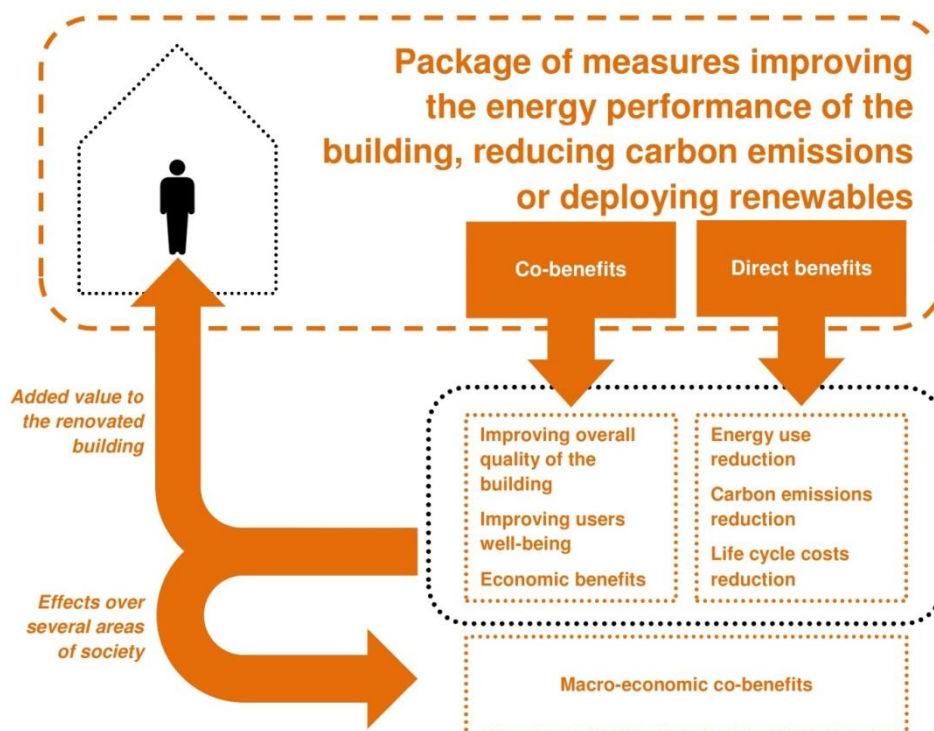 Package of measures improving
the energy performance of the
building, reducing carbon emissions
or deploying renewables
Co-benefits
Direct benefits
Added value to
the renovated
building
Improving overall
quality of the
building
Improving users
well-being
Economic benefits
Energy use
reduction
Carbon emissions
reduction
Life cycle costs
reduction
Effects over
several areas
of society
Macro-economic co-benefits